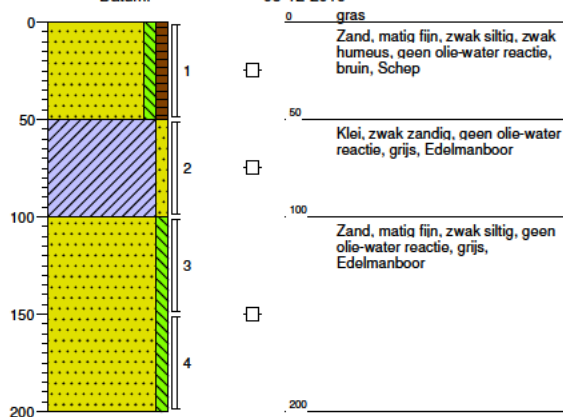 0
50
100
150
200
1
2
3
4
0
gras
Zand, matig fijn, zwak siltig, zwak
humeus, geen olie-water reactie,
bruin, Schep
50
Klei, zwak zandig, geen olie-water
reactie, grijs, Edelmanboor
100
Zand, matig fijn, zwak siltig, geen
olie-water reactie, grijs,
Edelmanboor
200